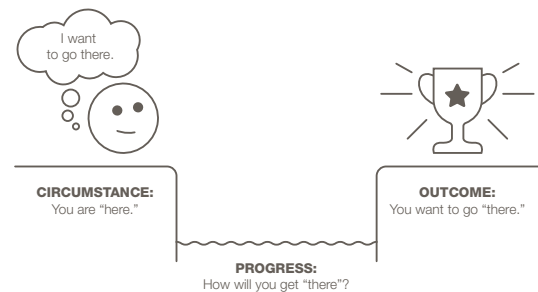 I want
to go there.
CIRCUMSTANCE:
You are “here.”
OUTCOME:
You want to go “there.”
PROGRESS:
How will you get “there”?